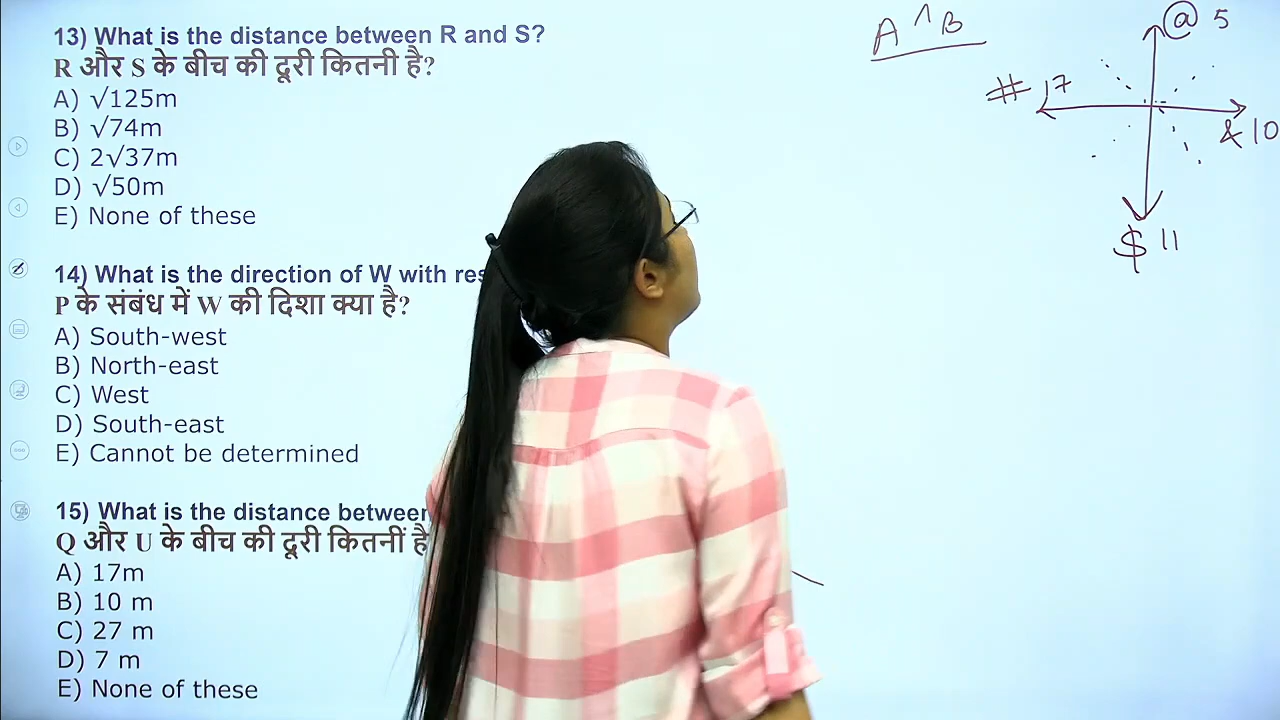 13) What is the distance between R and S?
R और S के बीच की दूरी कितनी है?
A) √125m
B) √74m
C) 2√37m
D) √50m
E) None of these
14) What is the direction of W with res
P के संबंध में W की दिशा क्या है?
A) South-west
B) North-east
C) West
D) South-east
E) Cannot be determined
15) What is the distance between
Q और U के बीच की दूरी कितनीं है
A) 17m
B) 10 m
C) 27 m
D) 7 m
E) None of these
A ^ B
@ 5
# 17
& 10
$ 11